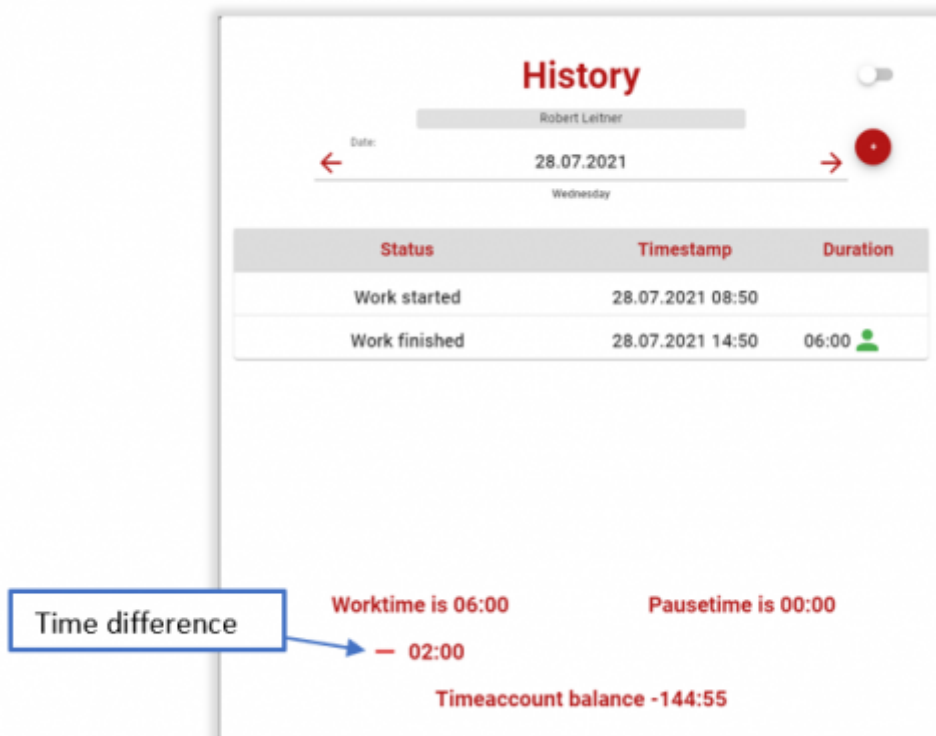 History
Robert Leitner
Date:
28.07.2021
Wednesday
Status Timestamp Duration
Work started 28.07.2021 08:50
Work finished 28.07.2021 14:50 06:00
Worktime is 06:00 Pausetime is 00:00
Time difference
— 02:00
Timeaccount balance -144:55